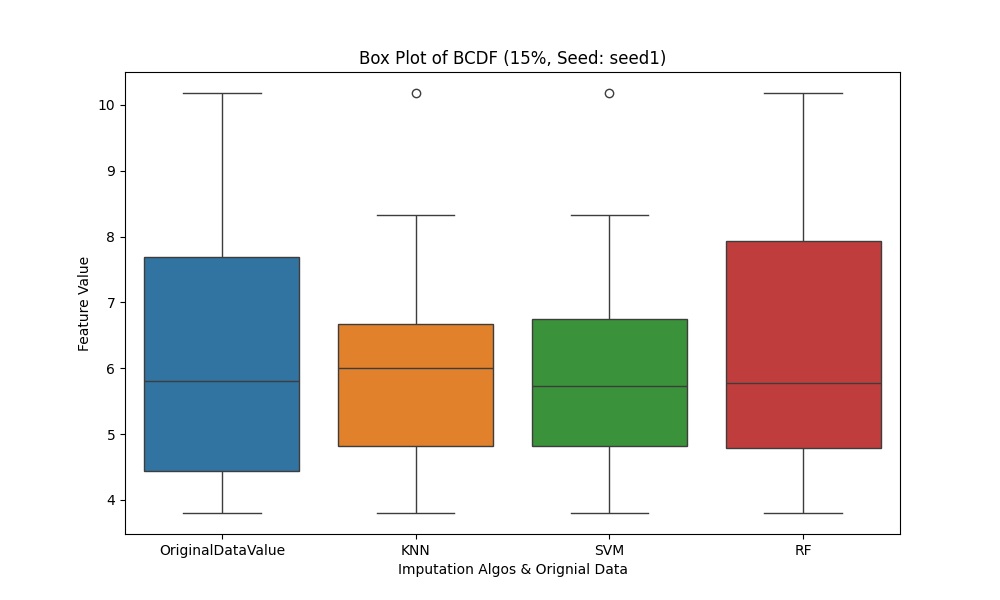 Box Plot of BCDF (15%, Seed: seed1)
10
9
8
7
6
5
4
Feature Value
OriginalDataValue
KNN
SVM
RF
Imputation Algos & Orignial Data